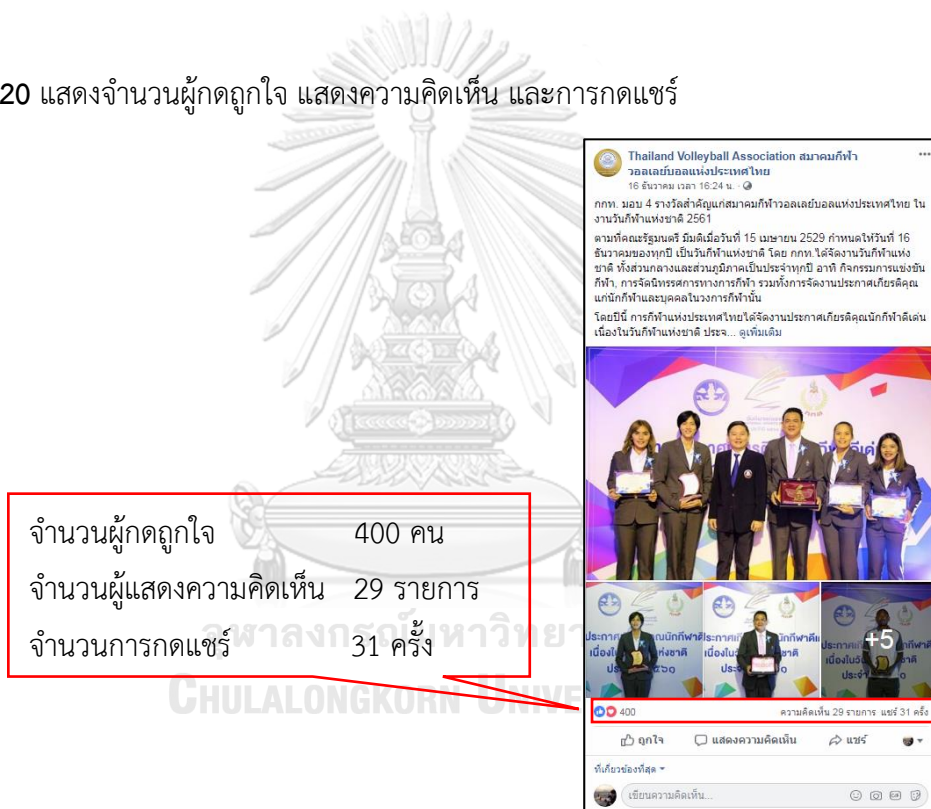 20 แสดงจำนวนผู้กดถูกใจ แสดงความคิดเห็น และการกดแชร์
Thailand Volleyball Association สมาคมกีฬา
วอลเลย์บอลแห่งประเทศไทย
16 ธันวาคม เวลา 16:24 น. ·
กกท. มอบ 4 รางวัลสำคัญแก่สมาคมกีฬาวอลเลย์บอลแห่งประเทศไทย ใน
งานวันกีฬาแห่งชาติ 2561
ตามที่คณะรัฐมนตรี มีมติเมื่อวันที่ 15 เมษายน 2529 กำหนดให้วันที่ 16
ธันวาคมของทุกปี เป็นวันกีฬาแห่งชาติ โดย กกท.ได้จัดงานวันกีฬาแห่ง
ชาติ ทั้งส่วนกลางและส่วนภูมิภาคเป็นประจำทุกปี อาทิ กิจกรรมการแข่งขัน
กีฬา, การจัดนิทรรศการทางการกีฬา รวมทั้งการจัดงานประกาศเกียรติคุณ
แก่นักกีฬาและบุคคลในวงการกีฬานั้น
โดยปีนี้ การกีฬาแห่งประเทศไทยได้จัดงานประกาศเกียรติคุณนักกีฬาดีเด่น
เนื่องในวันกีฬาแห่งชาติ ประจ... ดูเพิ่มเติม
จำนวนผู้กดถูกใจ 400 คน
จำนวนผู้แสดงความคิดเห็น 29 รายการ
จำนวนการกดแชร์ 31 ครั้ง
+5
400 ความคิดเห็น 29 รายการ แชร์ 31 ครั้ง
ถูกใจ แสดงความคิดเห็น แชร์
ที่เกี่ยวข้องที่สุด
เขียนความคิดเห็น...
จุฬาลงกรณ์มหาวิทยา
CHULALONGKORN UNIVE